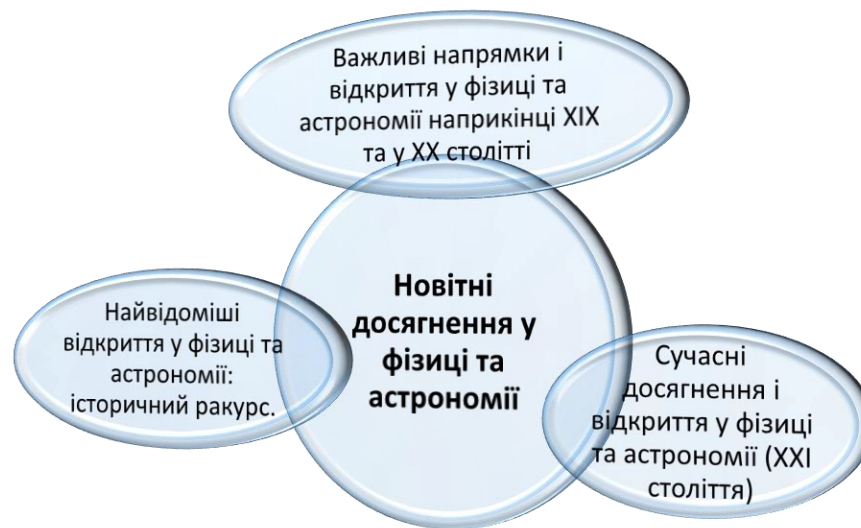 Важливі напрямки і
відкриття у фізиці та
астрономії наприкінці XIX
та у XX столітті
Новітні
досягнення у
фізиці та
астрономії
Найвідоміші
відкриття у фізиці та
астрономії:
історичний ракурс.
Сучасні
досягнення і
відкриття у фізиці
та астрономії (XXI
століття)